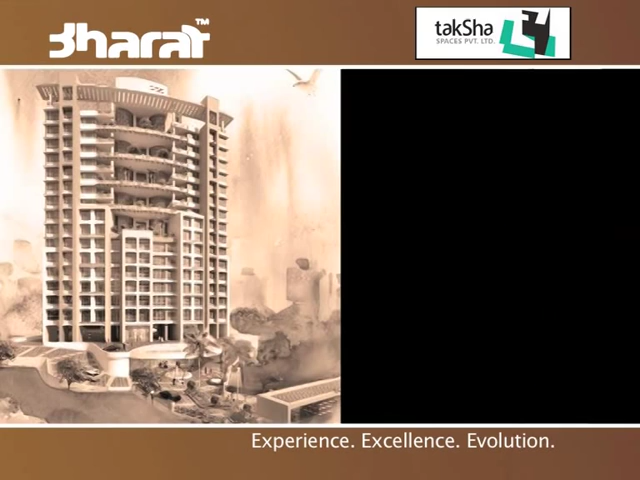 Bharat™
takSha
SPACES PVT. LTD.
Experience. Excellence. Evolution.